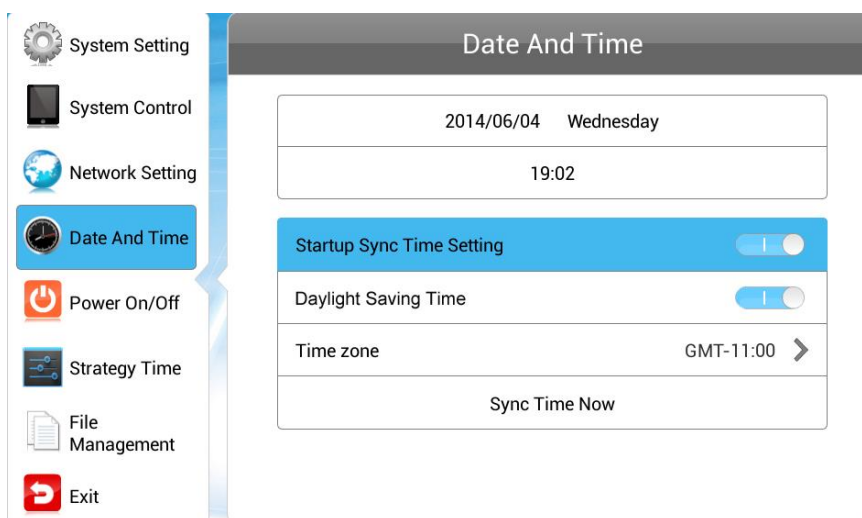 System Setting
System Control
Network Setting
Date And Time
Power On/Off
Strategy Time
File
Management
Exit
Date And Time
2014/06/04 Wednesday
19:02
Startup Sync Time Setting
Daylight Saving Time
Time zone GMT-11:00
Sync Time Now